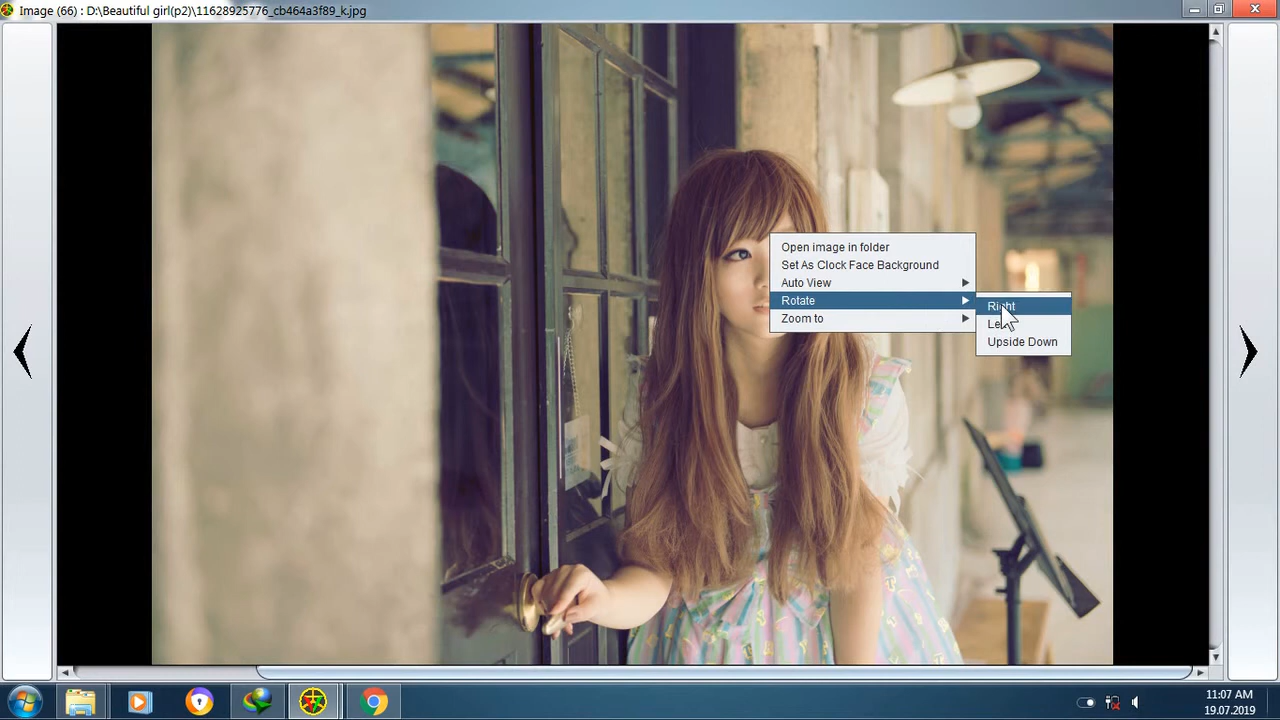 Image (66) : D:\Beautiful girl(p2)\11628925776_cb464a3f89_k.jpg
Open image in folder
Set As Clock Face Background
Auto View
Rotate
Zoom to
Right
Upside Down
11:07 AM
19.07.2019